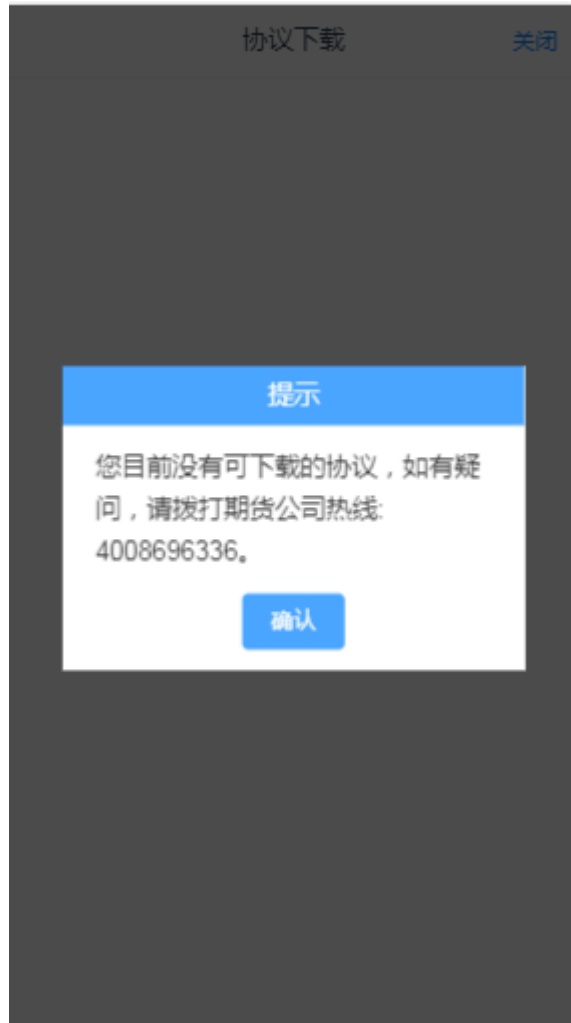 协议下载 关闭
提示
您目前没有可下载的协议，如有疑
问，请拨打期货公司热线:
4008696336。
确认